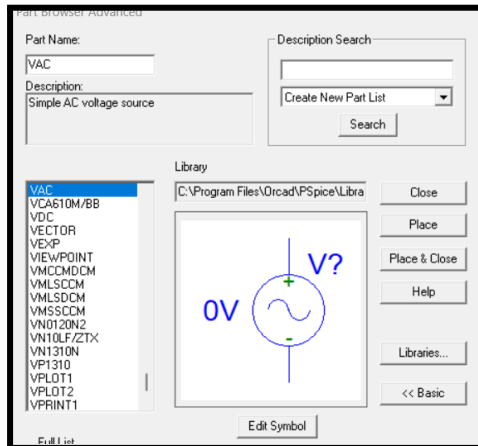 Part Browser Advanced
Part Name:
VAC
Description:
Simple AC voltage source
Description Search
Create New Part List
Search
Library
C:\Program Files\Orcad\PSpice\Libra
VAC
VCA610M/BB
VDC
VECTOR
VEXP
VIEWPOINT
VMCCMDCM
VMLSCCM
VMLSDCM
VMSSCCM
VN0120N2
VN10LF/ZTX
VN1310N
VP1310
VPLOT1
VPLOT2
VPRINT1
V?
+
0V
-
Close
Place
Place & Close
Help
Libraries...
<< Basic
Edit Symbol
Full List